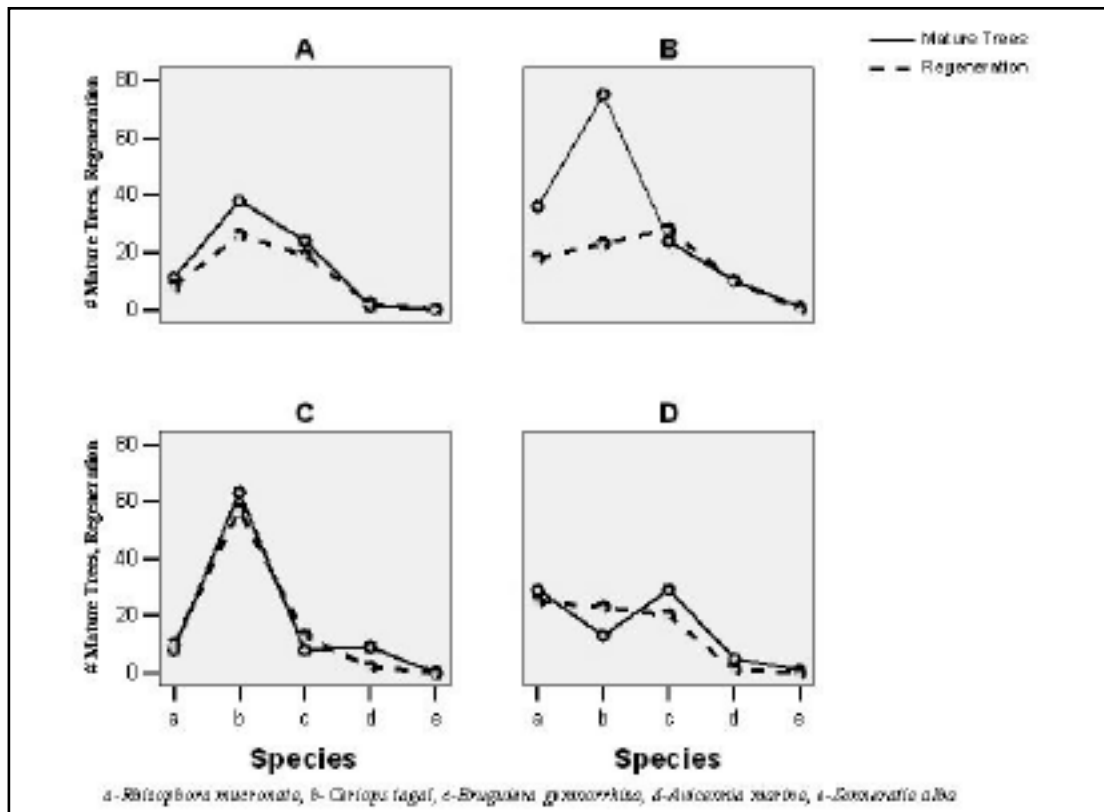 A
B
Mature Trees
Regeneration
# Mature Trees, Regeneration
80
60
40
20
0
C
D
# Mature Trees, Regeneration
80
60
40
20
0
a b c d e
a b c d e
Species
Species
a-Rhizophora mucronata, b- Ceriops tagal, c-Bruguiera gymnorrhiza, d-Avicennia marina, e-Sonneratia alba